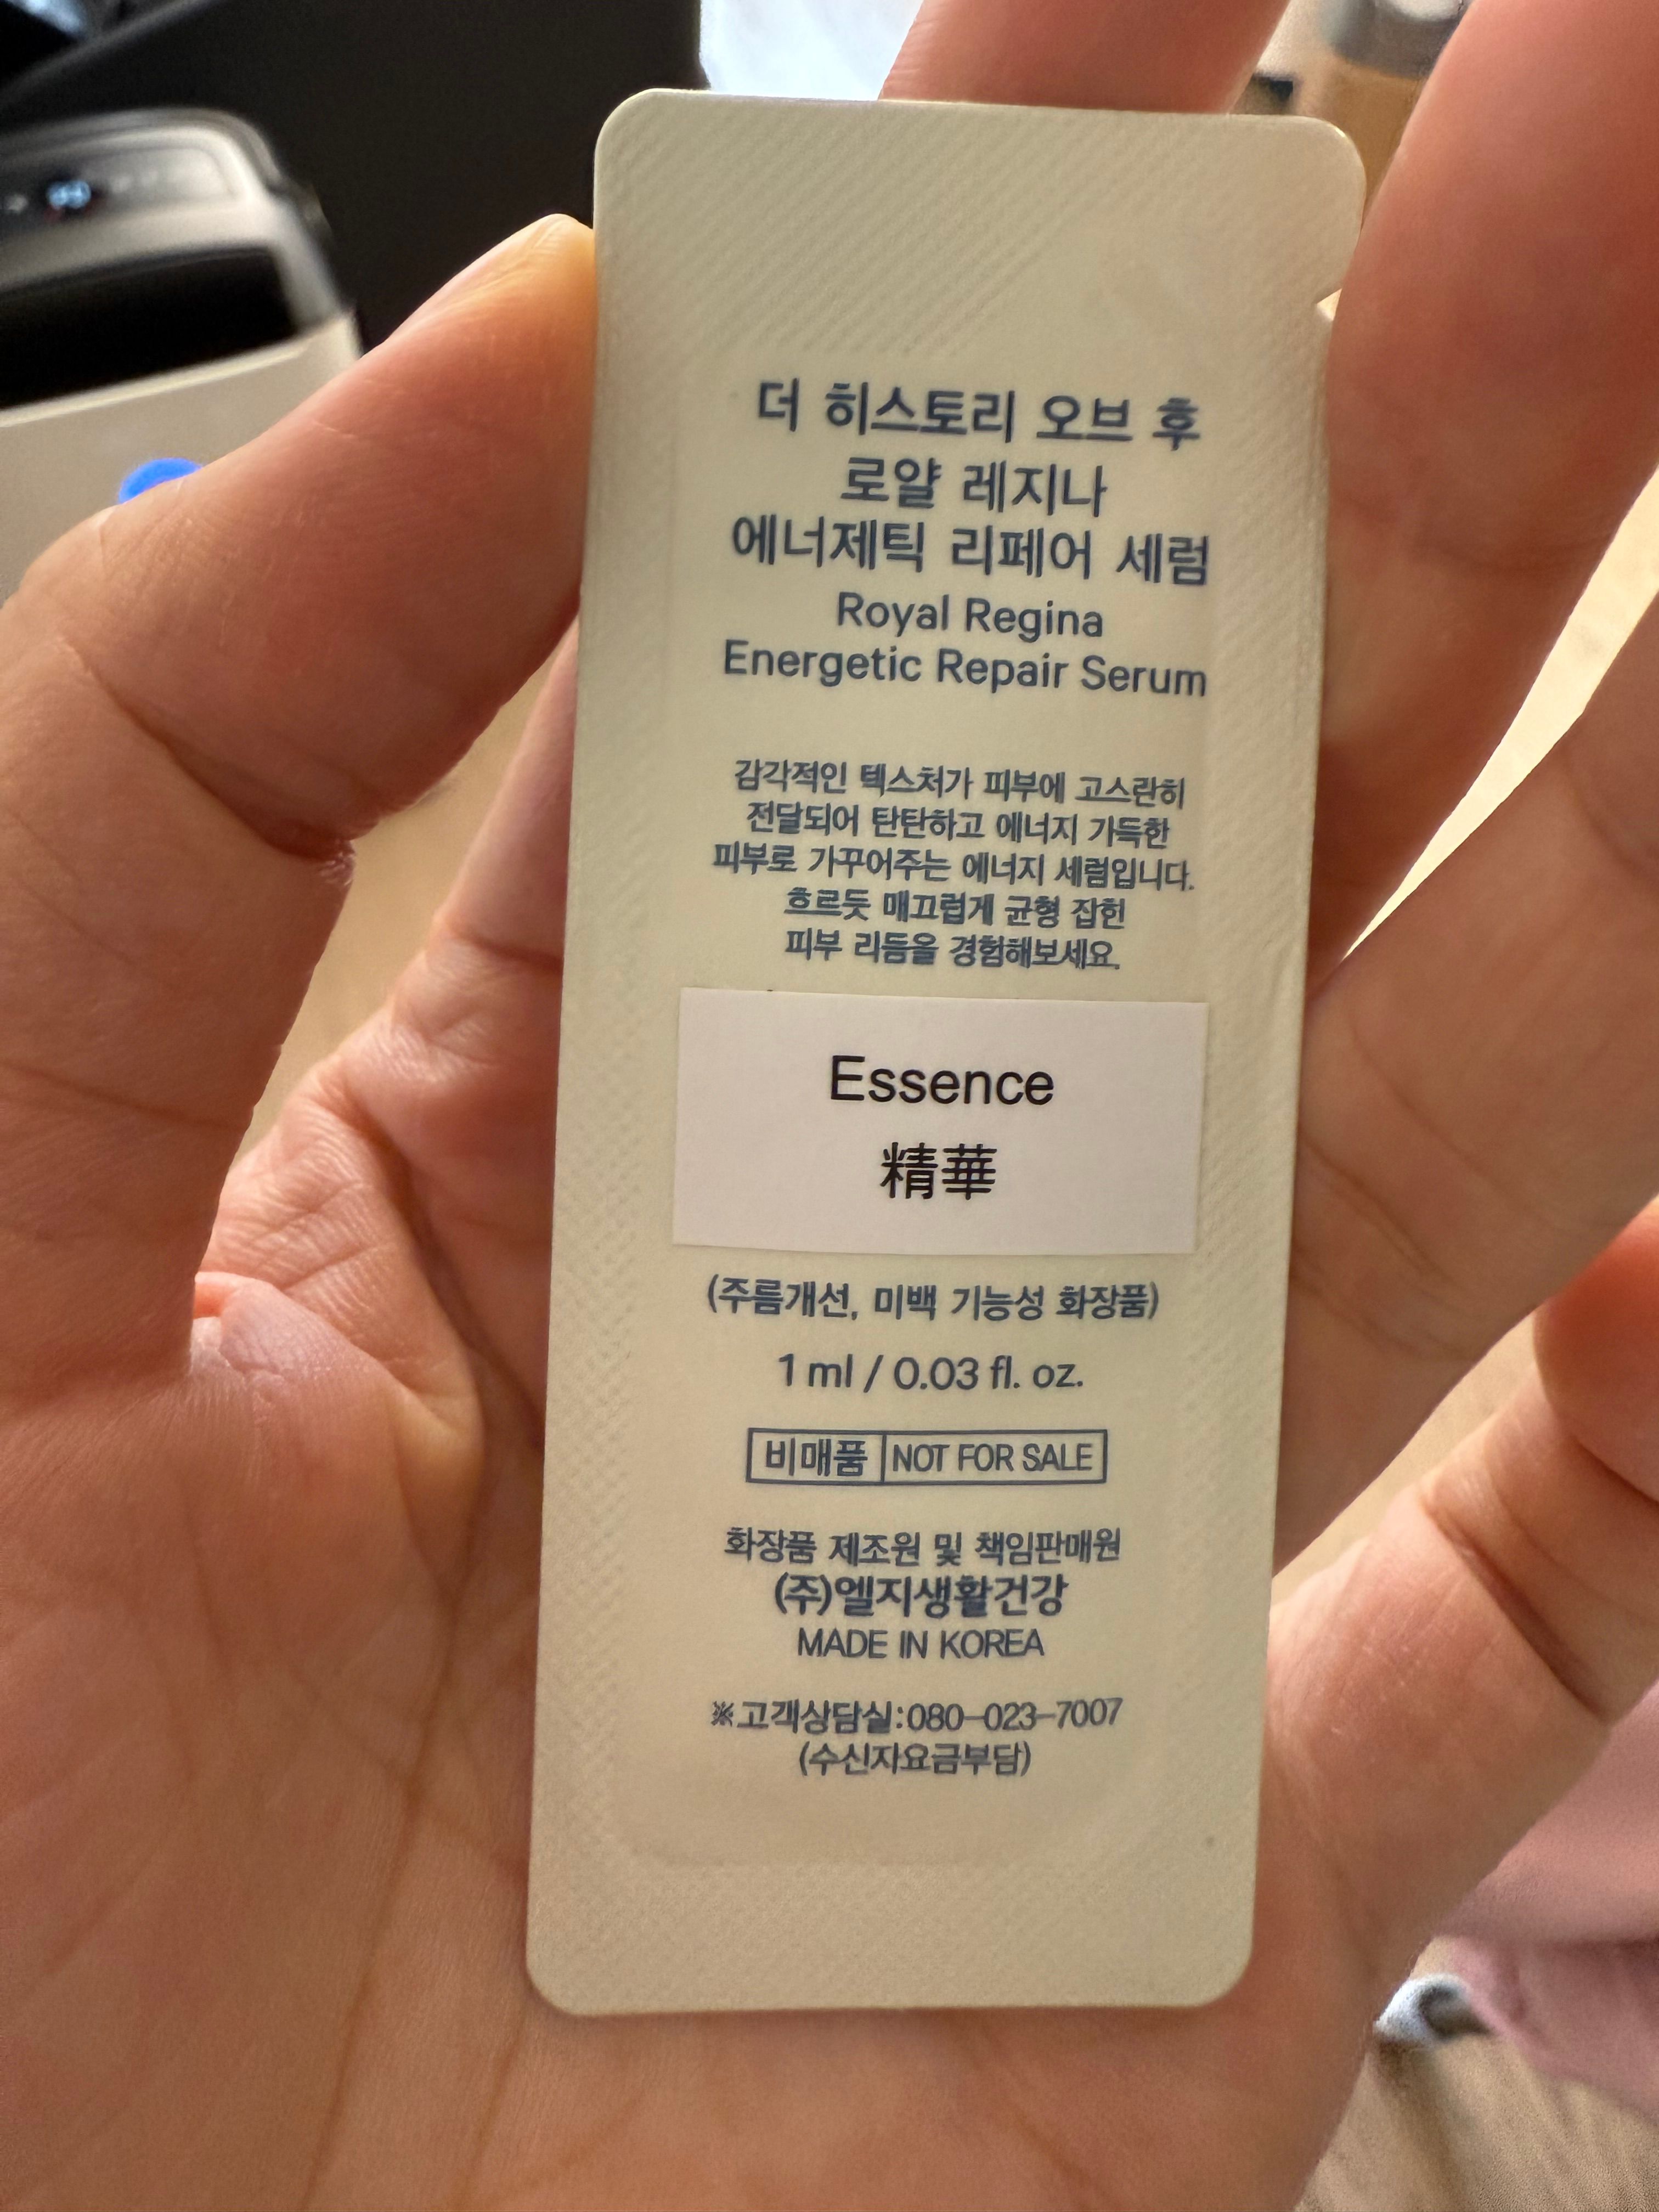 더 히스토리 오브 후
로얄 레지나
에너제틱 리페어 세럼
Royal Regina
Energetic Repair Serum
감각적인 텍스처가 피부에 고스란히
전달되어 탄탄하고 에너지 가득한
피부로 가꾸어주는 에너지 세럼입니다.
흐르듯 매끄럽게 균형 잡힌
피부 리듬을 경험해보세요.
Essence
精華
(주름개선, 미백 기능성 화장품)
1 ml / 0.03 fl. oz.
비매품 NOT FOR SALE
화장품 제조원 및 책임판매원
(주)엘지생활건강
MADE IN KOREA
※고객상담실:080-023-7007
(수신자요금부담)